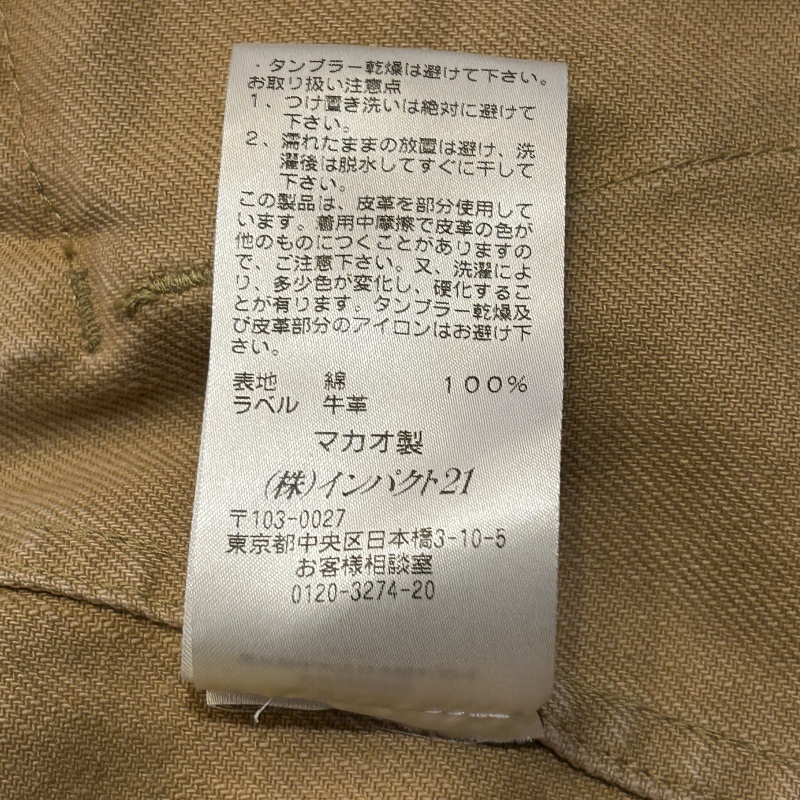 ・タンブラー乾燥は避けて下さい。
お取り扱い注意点
1、つけ置き洗いは絶対に避けて
下さい。
2、濡れたままの放置は避け、洗
濯後は脱水してすぐに干して
下さい。
この製品は、皮革を部分使用して
います。着用中摩擦で皮革の色が
他のものにつくことがありますの
で、ご注意下さい。又、洗濯によ
り、多少色が変化し、硬化するこ
とが有ります。タンブラー乾燥及
び皮革部分のアイロンはお避け下
さい。
表地 綿 100%
ラベル 牛革
マカオ製
(株)インパクト21
〒103-0027
東京都中央区日本橋3-10-5
お客様相談室
0120-3274-20